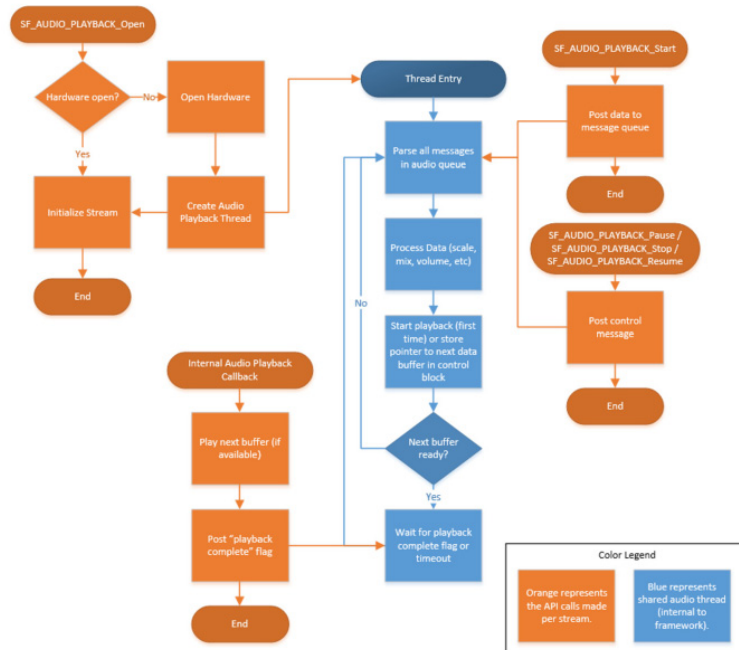 SF_AUDIO_PLAYBACK_Open
Hardware open?
No
Open Hardware
Yes
Initialize Stream
Create Audio
Playback Thread
End
Thread Entry
Parse all messages
in audio queue
Process Data (scale,
mix, volume, etc)
No
Start playback (first
time) or store
pointer to next data
buffer in control
block
Next buffer
ready?
Yes
Wait for playback
complete flag or
timeout
SF_AUDIO_PLAYBACK_Start
Post data to
message queue
End
SF_AUDIO_PLAYBACK_Pause /
SF_AUDIO_PLAYBACK_Stop /
SF_AUDIO_PLAYBACK_Resume
Post control
message
End
Internal Audio Playback
Callback
Play next buffer (if
available)
Post “playback
complete” flag
End
Color Legend
Orange represents
the API calls made
per stream.
Blue represents
shared audio thread
(internal to
framework).